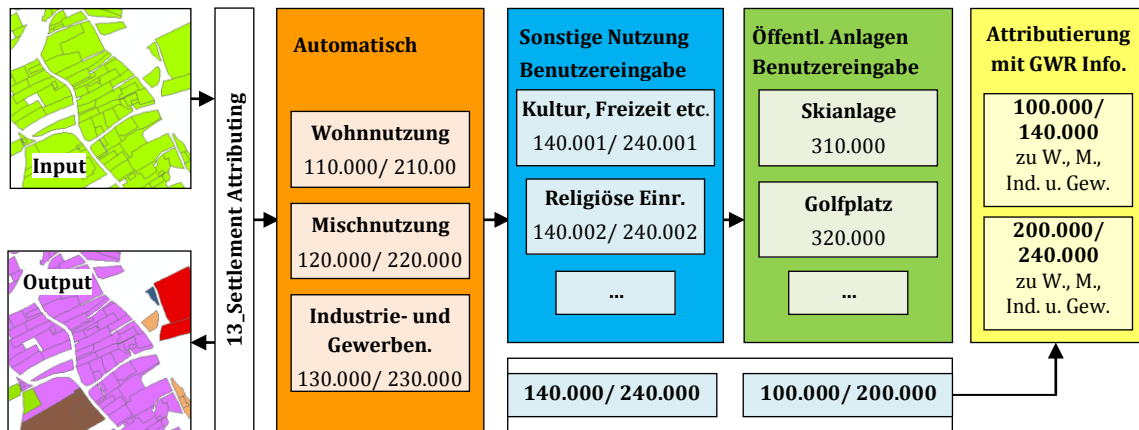 Input
Output
13_Settlement Attributing
Automatisch
Wohnnutzung
110.000/ 210.00
Mischnutzung
120.000/ 220.000
Industrie- und
Gewerben.
130.000/ 230.000
Sonstige Nutzung
Benutzereingabe
Kultur, Freizeit etc.
140.001/ 240.001
Religiöse Einr.
140.002/ 240.002
...
Öffentl. Anlagen
Benutzereingabe
Skianlage
310.000
Golfplatz
320.000
...
140.000/ 240.000
100.000/ 200.000
Attributierung
mit GWR Info.
100.000/
140.000
zu W., M.,
Ind. u. Gew.
200.000/
240.000
zu W., M.,
Ind. u. Gew.